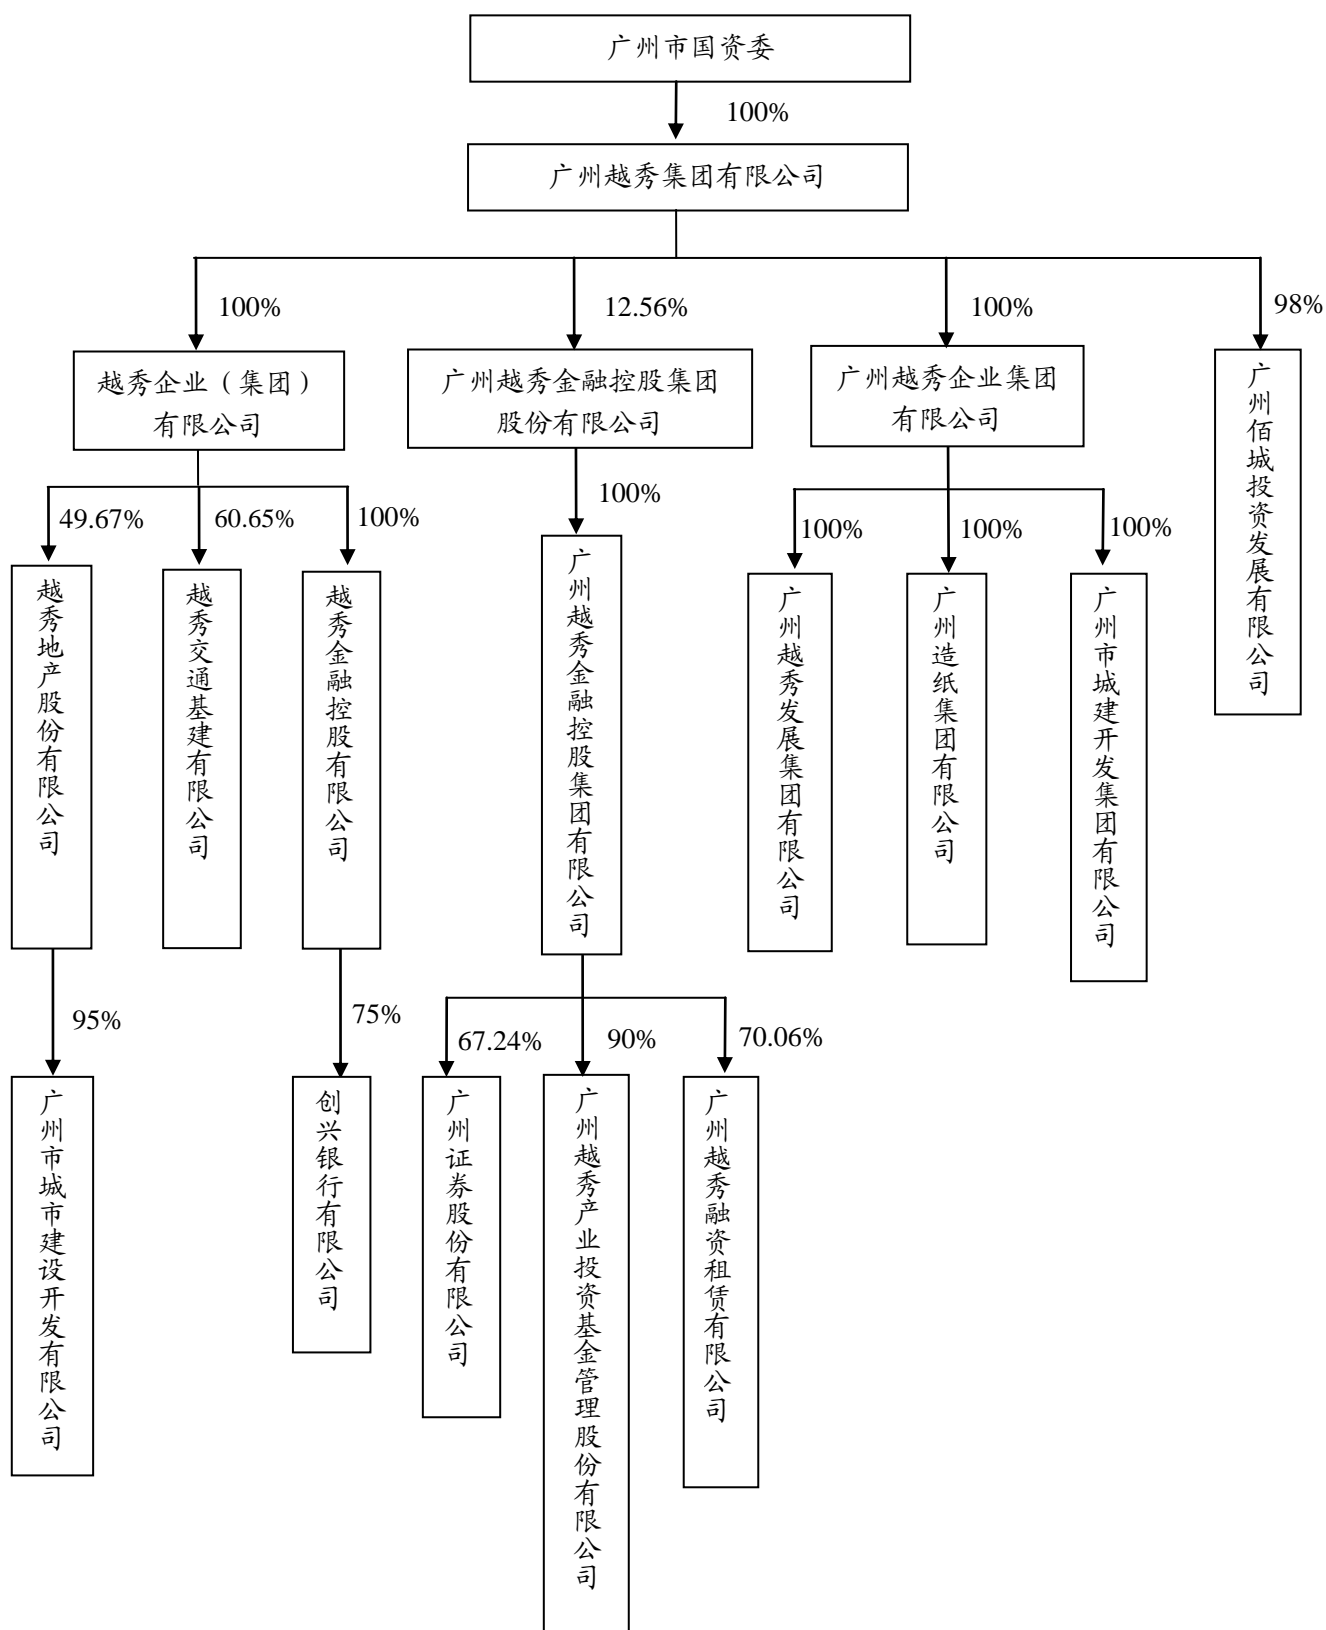 广州市国资委
100%
广州越秀集团有限公司
100%
12.56%
100%
98%
越秀企业（集团）
有限公司
广州越秀金融控股集团
股份有限公司
广州越秀企业集团
有限公司
广州佰城投资发展有限公司
49.67%
60.65%
100%
100%
100%
100%
100%
越秀地产股份有限公司
越秀交通基建有限公司
越秀金融控股有限公司
广州越秀金融控股集团有限公司
广州越秀发展集团有限公司
广州造纸集团有限公司
广州市城建开发集团有限公司
95%
75%
67.24%
90%
70.06%
广州市城市建设开发有限公司
创兴银行有限公司
广州证券股份有限公司
广州越秀产业投资基金管理股份有限公司
广州越秀融资租赁有限公司